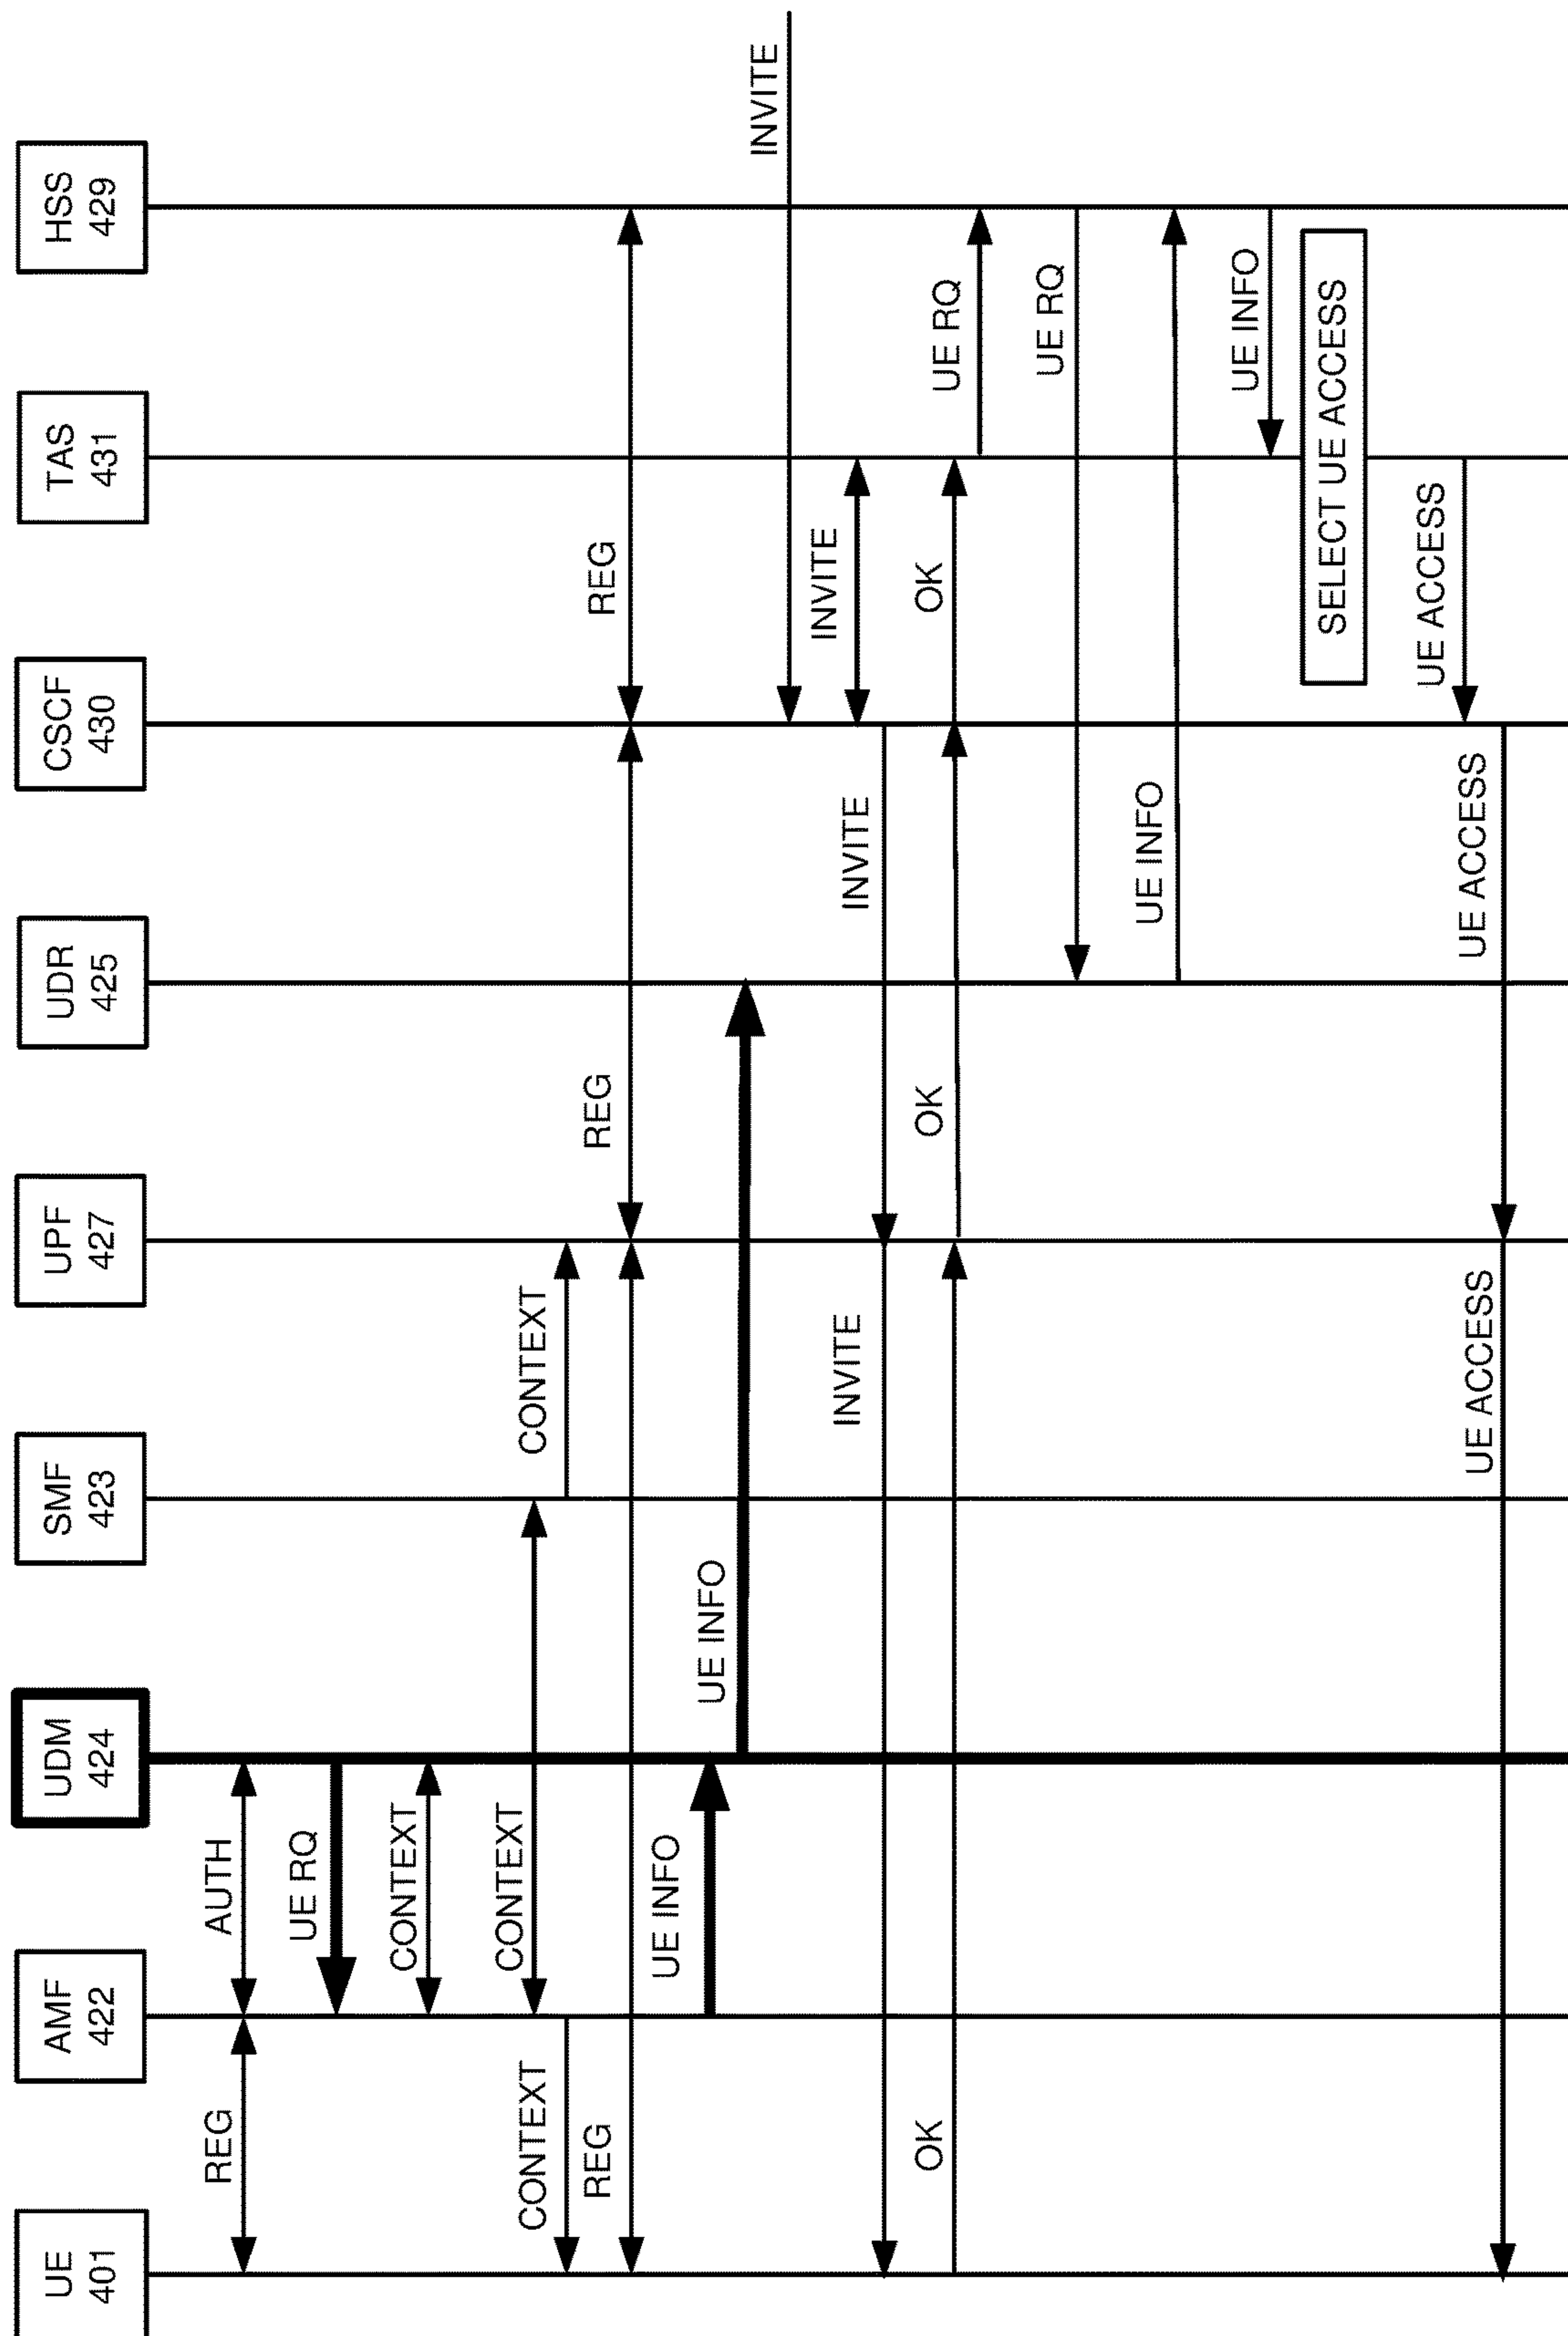 UE
401
AMF
422
UDM
424
SMF
423
UPF
427
UDR
425
CSCF
430
TAS
431
HSS
429
REG
AUTH
UE RQ
CONTEXT
CONTEXT
CONTEXT
CONTEXT
REG
REG
REG
UE INFO
UE INFO
INVITE
INVITE
INVITE
INVITE
OK
OK
OK
UE RQ
UE RQ
UE INFO
UE INFO
SELECT UE ACCESS
UE ACCESS
UE ACCESS
UE ACCESS